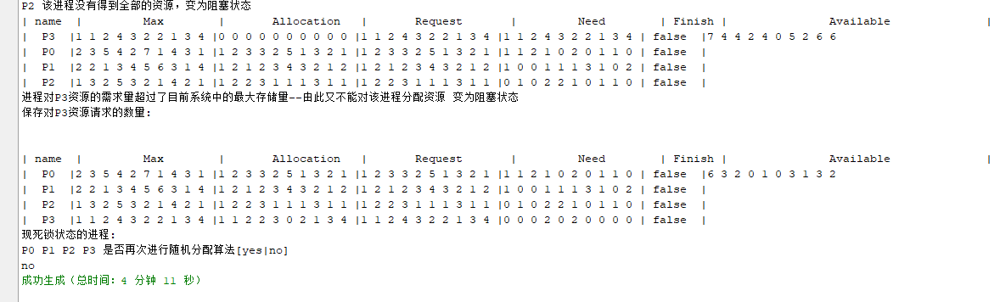 P2 该进程没有得到全部的资源，变为阻塞状态
| name | Max | Allocation | Request | Need | Finish | Available |
| P3 |1 1 2 4 3 2 2 1 3 4 |0 0 0 0 0 0 0 0 0 0 |1 1 2 4 3 2 2 1 3 4 |1 1 2 4 3 2 2 1 3 4 | false |7 4 4 2 4 0 5 2 6 6
| P0 |2 3 5 4 2 7 1 4 3 1 |1 2 3 3 2 5 1 3 2 1 |1 2 3 3 2 5 1 3 2 1 |1 1 2 1 0 2 0 1 1 0 | false |
| P1 |2 2 1 3 4 5 6 3 1 4 |1 2 1 2 3 4 3 2 1 2 |1 2 1 2 3 4 3 2 1 2 |1 0 0 1 1 1 3 1 0 2 | false |
| P2 |1 3 2 5 3 2 1 4 2 1 |1 2 2 3 1 1 1 3 1 1 |1 2 2 3 1 1 1 3 1 1 |0 1 0 2 2 1 0 1 1 0 | false |
进程对P3资源的需求量超过了目前系统中的最大存储量--由此又不能对该进程分配资源 变为阻塞状态
保存对P3资源请求的数量：
| name | Max | Allocation | Request | Need | Finish | Available |
| P0 |2 3 5 4 2 7 1 4 3 1 |1 2 3 3 2 5 1 3 2 1 |1 2 3 3 2 5 1 3 2 1 |1 1 2 1 0 2 0 1 1 0 | false |6 3 2 0 1 0 3 1 3 2
| P1 |2 2 1 3 4 5 6 3 1 4 |1 2 1 2 3 4 3 2 1 2 |1 2 1 2 3 4 3 2 1 2 |1 0 0 1 1 1 3 1 0 2 | false |
| P2 |1 3 2 5 3 2 1 4 2 1 |1 2 2 3 1 1 1 3 1 1 |1 2 2 3 1 1 1 3 1 1 |0 1 0 2 2 1 0 1 1 0 | false |
| P3 |1 1 2 4 3 2 2 1 3 4 |1 1 2 2 3 0 2 1 3 4 |1 1 2 4 3 2 2 1 3 4 |0 0 0 2 0 2 0 0 0 0 | false |
现死锁状态的进程：
P0 P1 P2 P3 是否再次进行随机分配算法[yes|no]
no
成功生成（总时间：4 分钟 11 秒）